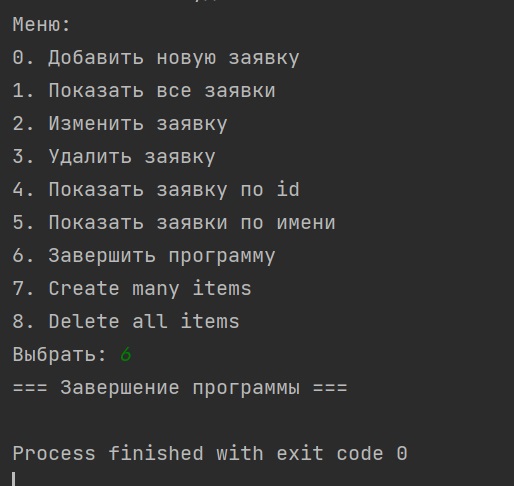 Меню:
0. Добавить новую заявку
1. Показать все заявки
2. Изменить заявку
3. Удалить заявку
4. Показать заявку по id
5. Показать заявки по имени
6. Завершить программу
7. Create many items
8. Delete all items
Выбрать: 6
=== Завершение программы ===
Process finished with exit code 0